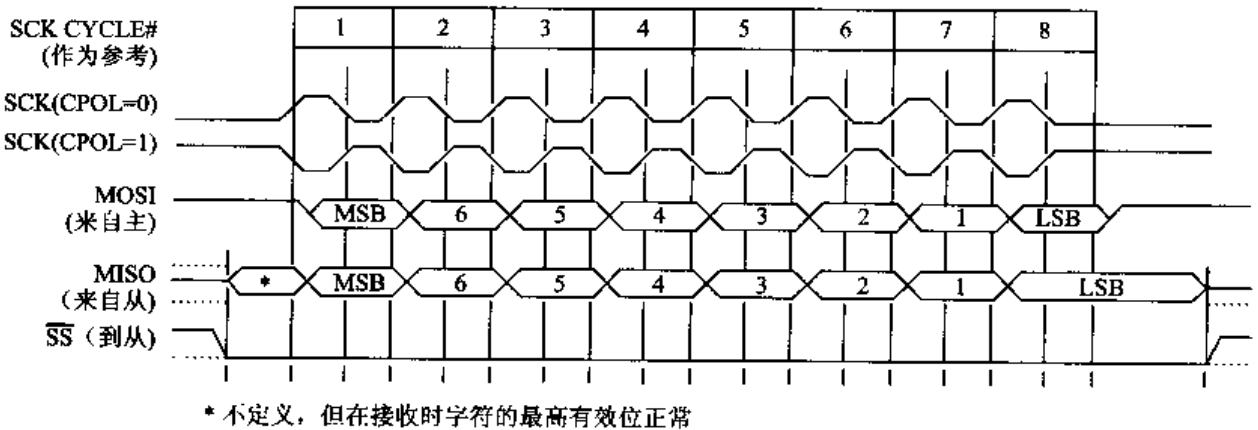 SCK CYCLE# 1 2 3 4 5 6 7 8
(作为参考)
SCK(CPOL=0)
SCK(CPOL=1)
MOSI
(来自主)
MSB 6 5 4 3 2 1 LSB
MISO
(来自从)
* MSB 6 5 4 3 2 1 LSB
SS(到从)
* 不定义,但在接收时字符的最高有效位正常